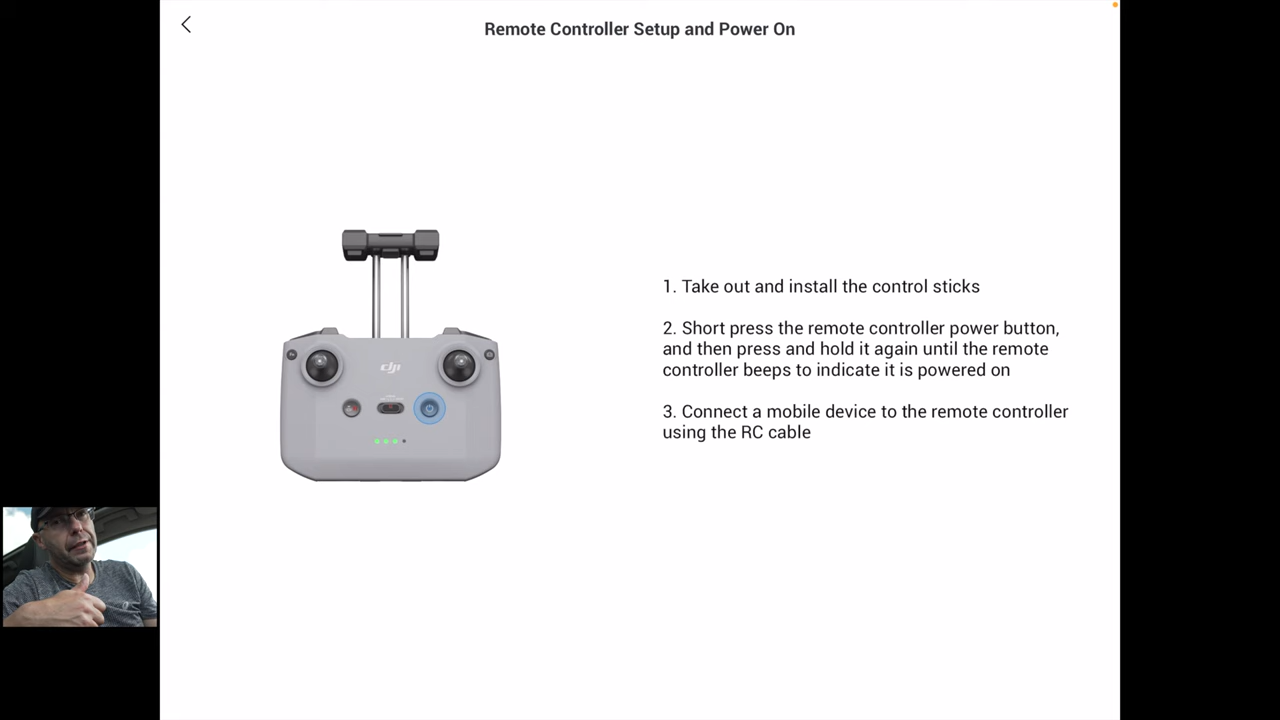 Remote Controller Setup and Power On
dji
1. Take out and install the control sticks
2. Short press the remote controller power button,
and then press and hold it again until the remote
controller beeps to indicate it is powered on
3. Connect a mobile device to the remote controller
using the RC cable